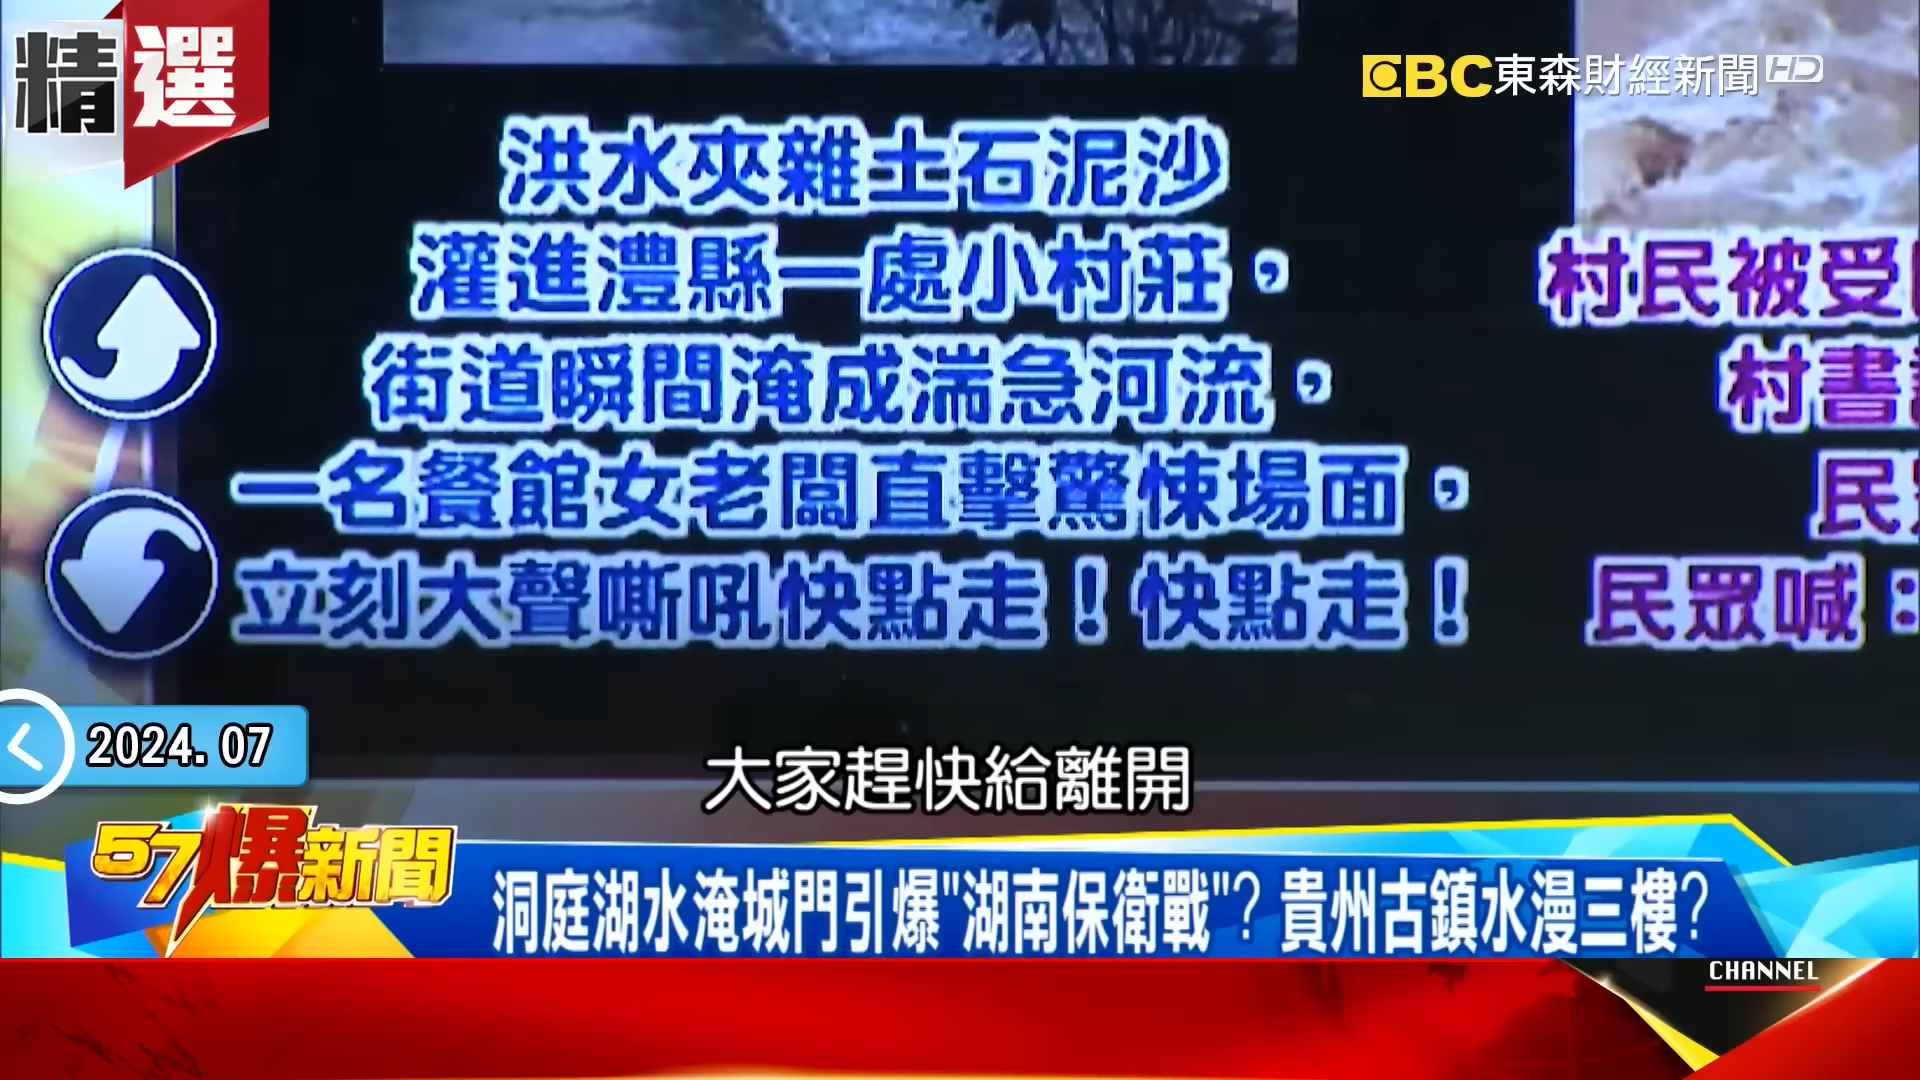 精選
EBC東森財經新聞HD
洪水夾雜土石泥沙
灌進澧縣一處小村莊，
街道瞬間淹成湍急河流，
一名餐館女老闆直擊驚悚場面，
立刻大聲嘶吼快點走！快點走！
村民被受
村書
民眾喊：
2024.07
大家趕快給離開
57爆新聞
洞庭湖水淹城門引爆"湖南保衛戰"？貴州古鎮水漫三樓？
CHANNEL